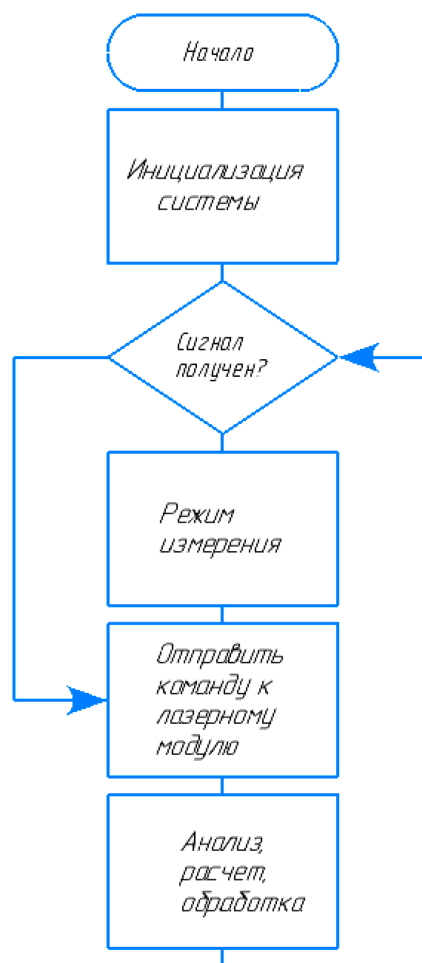 Начало
Инициализация
системы
Сигнал
получен?
Режим
измерения
Отправить
команду к
лазерному
модулю
Анализ,
расчет,
обработка